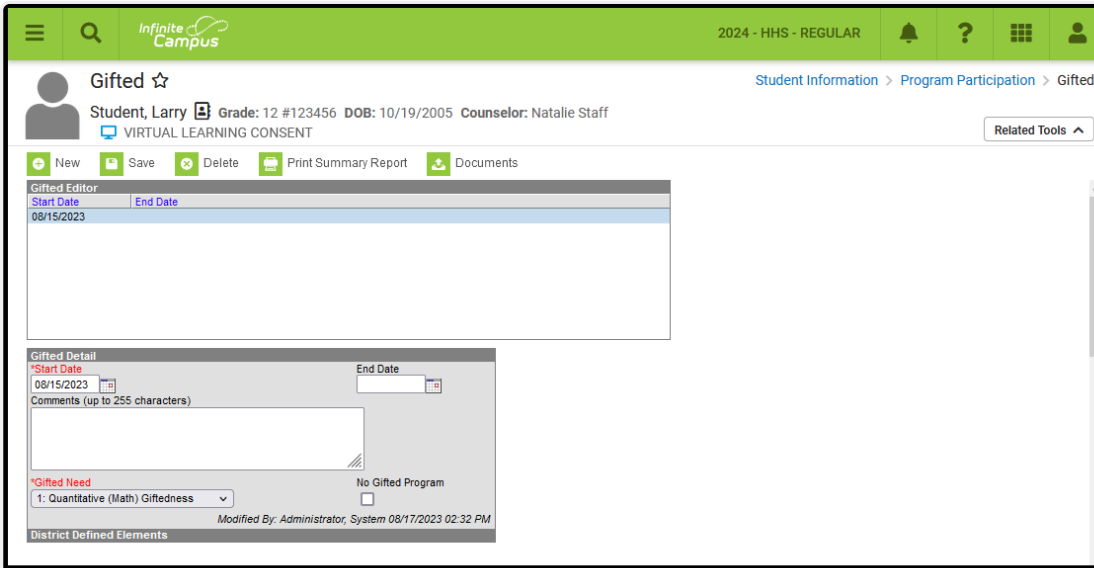 Infinite Campus
2024 - HHS - REGULAR
?
Gifted
Student Information > Program Participation > Gifted
Student, Larry Grade: 12 #123456 DOB: 10/19/2005 Counselor: Natalie Staff
VIRTUAL LEARNING CONSENT
Related Tools
New Save Delete Print Summary Report Documents
Gifted Editor
Start Date End Date
08/15/2023
Gifted Detail
*Start Date End Date
08/15/2023
Comments (up to 255 characters)
*Gifted Need No Gifted Program
1: Quantitative (Math) Giftedness
Modified By: Administrator, System 08/17/2023 02:32 PM
District Defined Elements